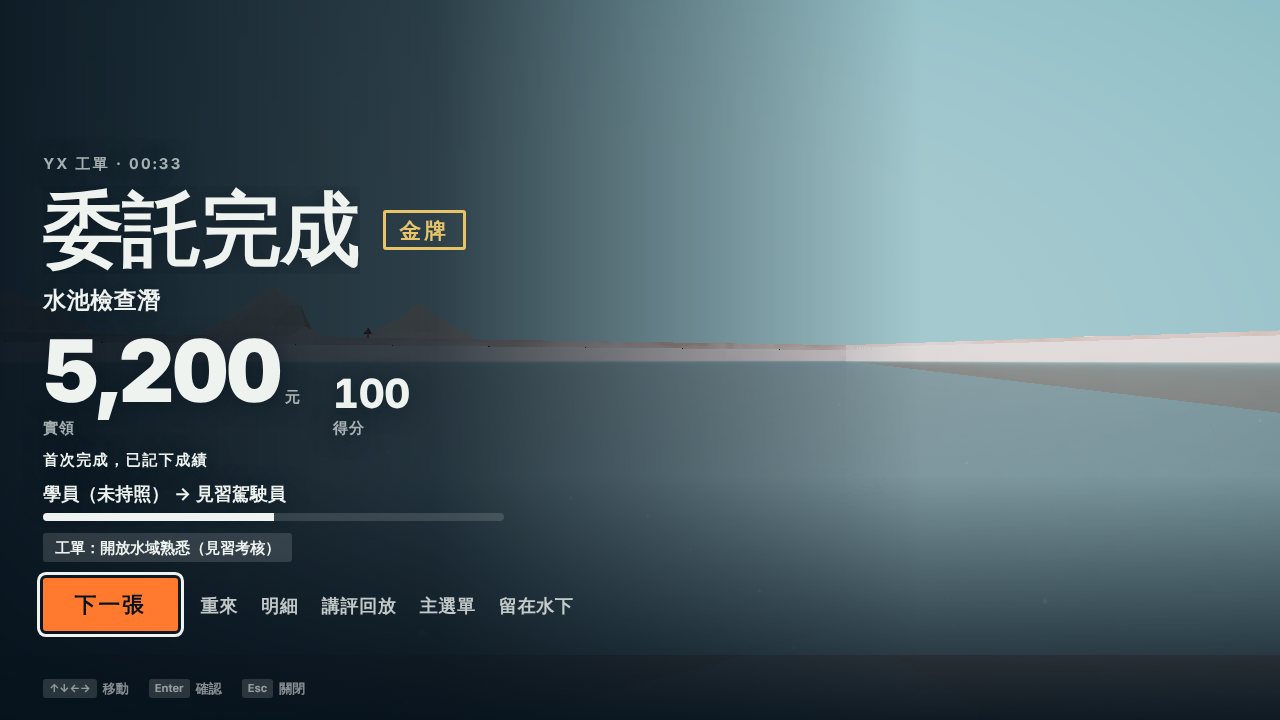 YX 工單 · 00:33
委託完成 金牌
水池檢查潛
5,200 元 100
實領 得分
首次完成，已記下成績
學員（未持照） → 見習駕駛員
工單：開放水域熟悉（見習考核）
下一張 重來 明細 講評回放 主選單 留在水下
↑↓←→ 移動 Enter 確認 Esc 關閉